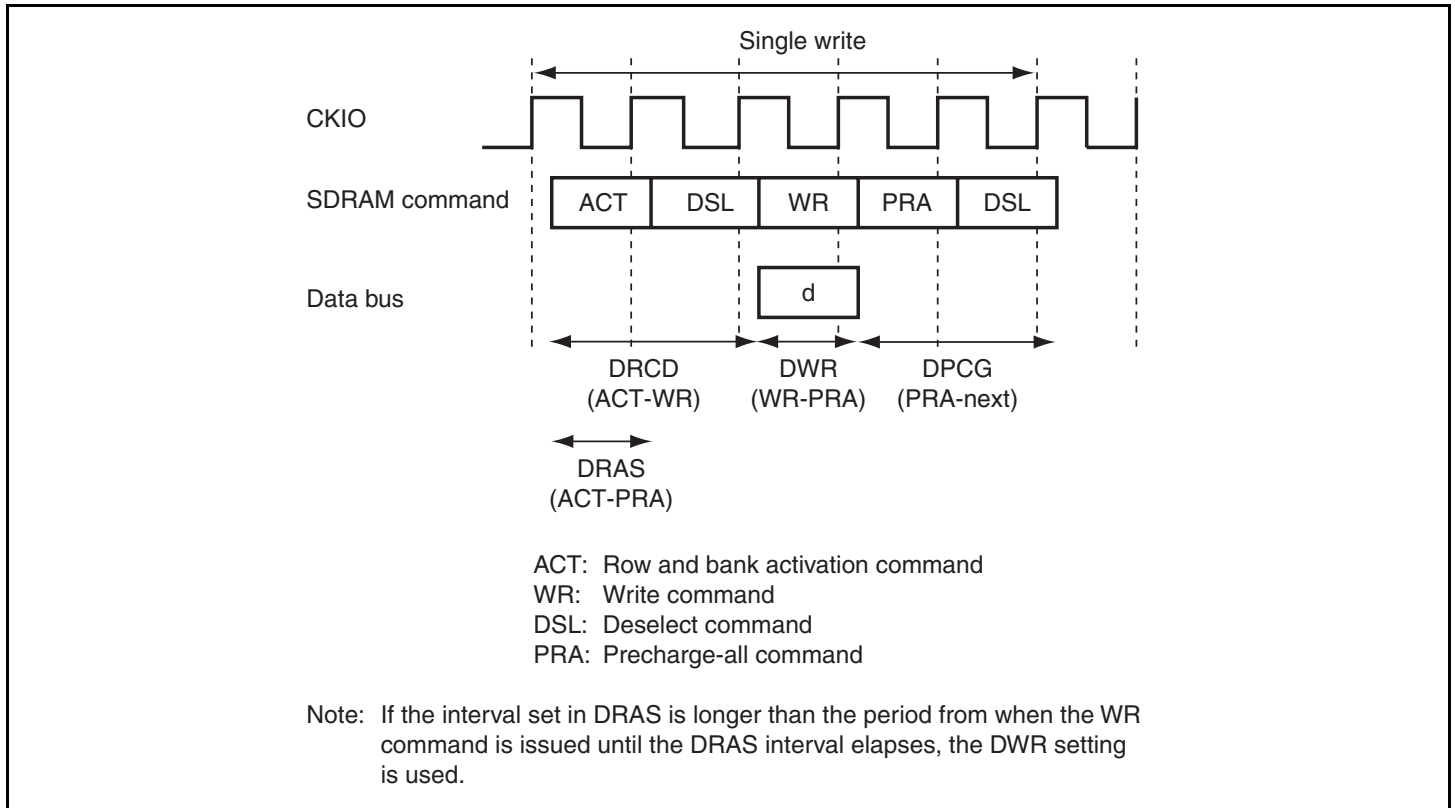 Single write
CKIO
SDRAM command
ACT DSL WR PRA DSL
Data bus
d
DRCD DWR DPCG
(ACT-WR) (WR-PRA) (PRA-next)
DRAS
(ACT-PRA)
ACT: Row and bank activation command
WR: Write command
DSL: Deselect command
PRA: Precharge-all command
Note: If the interval set in DRAS is longer than the period from when the WR
command is issued until the DRAS interval elapses, the DWR setting
is used.